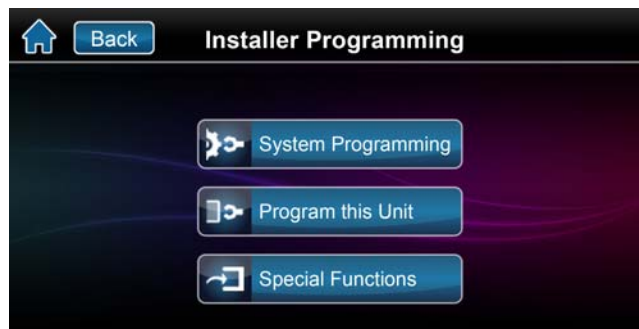 Back
Installer Programming
System Programming
Program this Unit
Special Functions